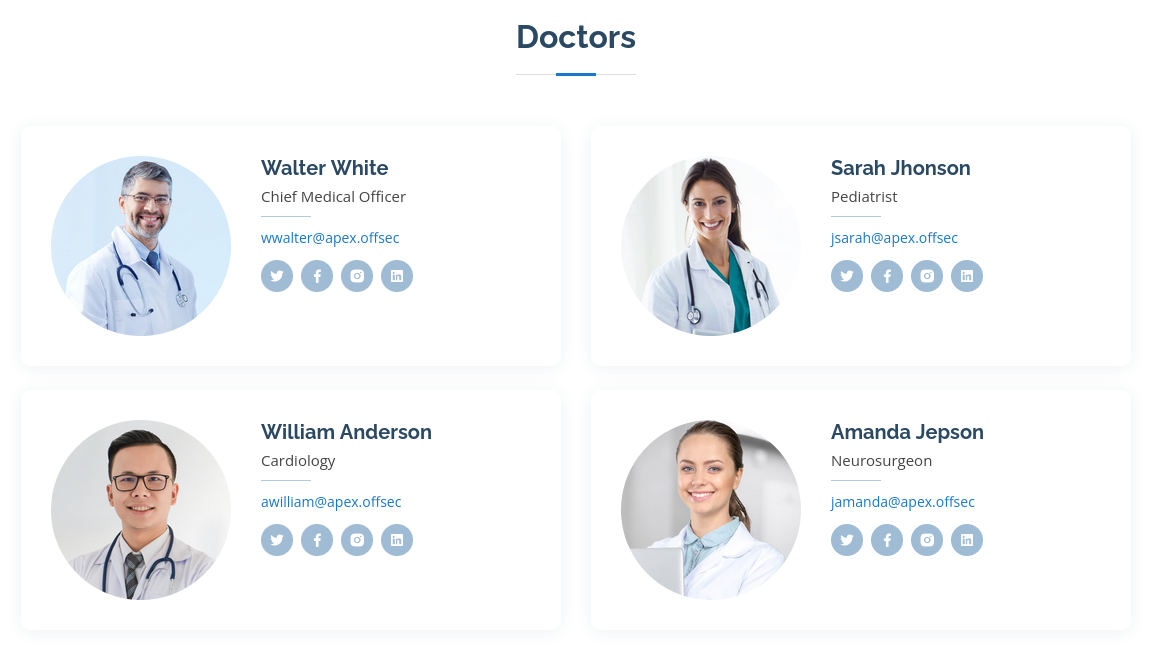 Doctors
Walter White
Chief Medical Officer
wwalter@apex.offsec
Sarah Jhonson
Pediatrist
jsarah@apex.offsec
William Anderson
Cardiology
awilliam@apex.offsec
Amanda Jepson
Neurosurgeon
jamanda@apex.offsec